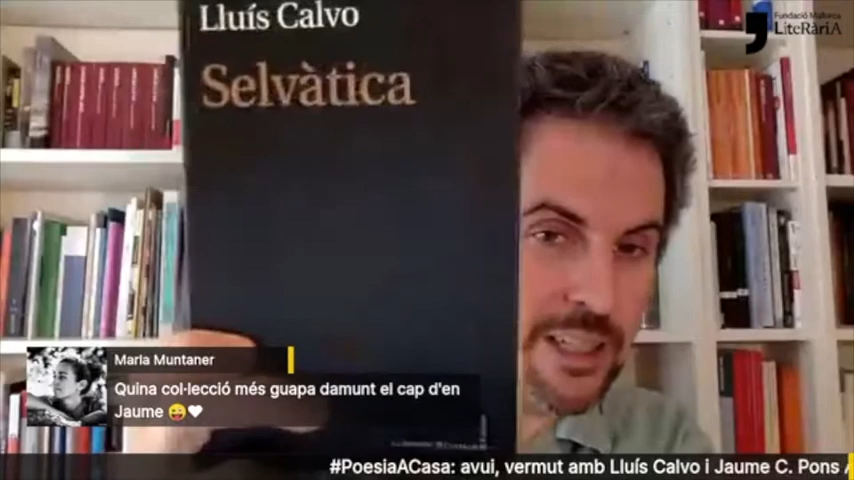 Lluís Calvo
Selvàtica
Fundació Mallorca
LiteRàriA
Maria Muntaner
Quina col·lecció més guapa damunt el cap d'en
Jaume 😜🤍
#PoesiaACasa: avui, vermut amb Lluís Calvo i Jaume C. Pons A